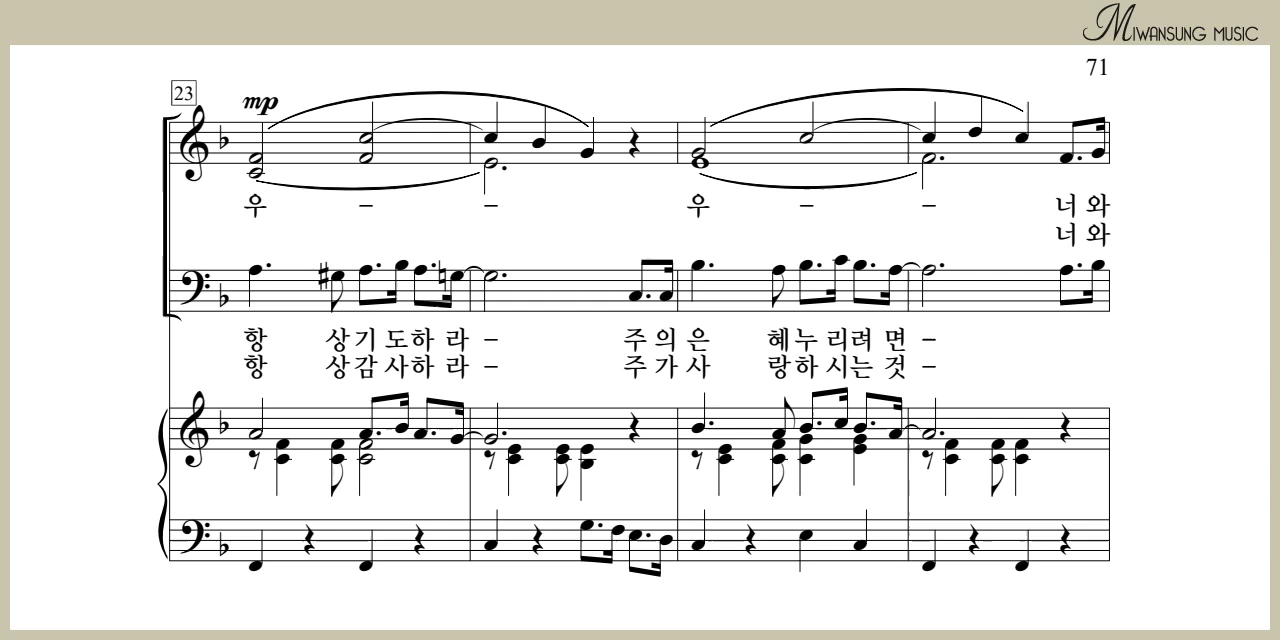 MIWANSUNG MUSIC
71
23
mp
우 – – 우 – – 너 와
너 와
항 상 기 도 하 라 – 주 의 은 혜 누 리 려 면 –
항 상 감 사 하 라 – 주 가 사 랑 하 시 는 것 –